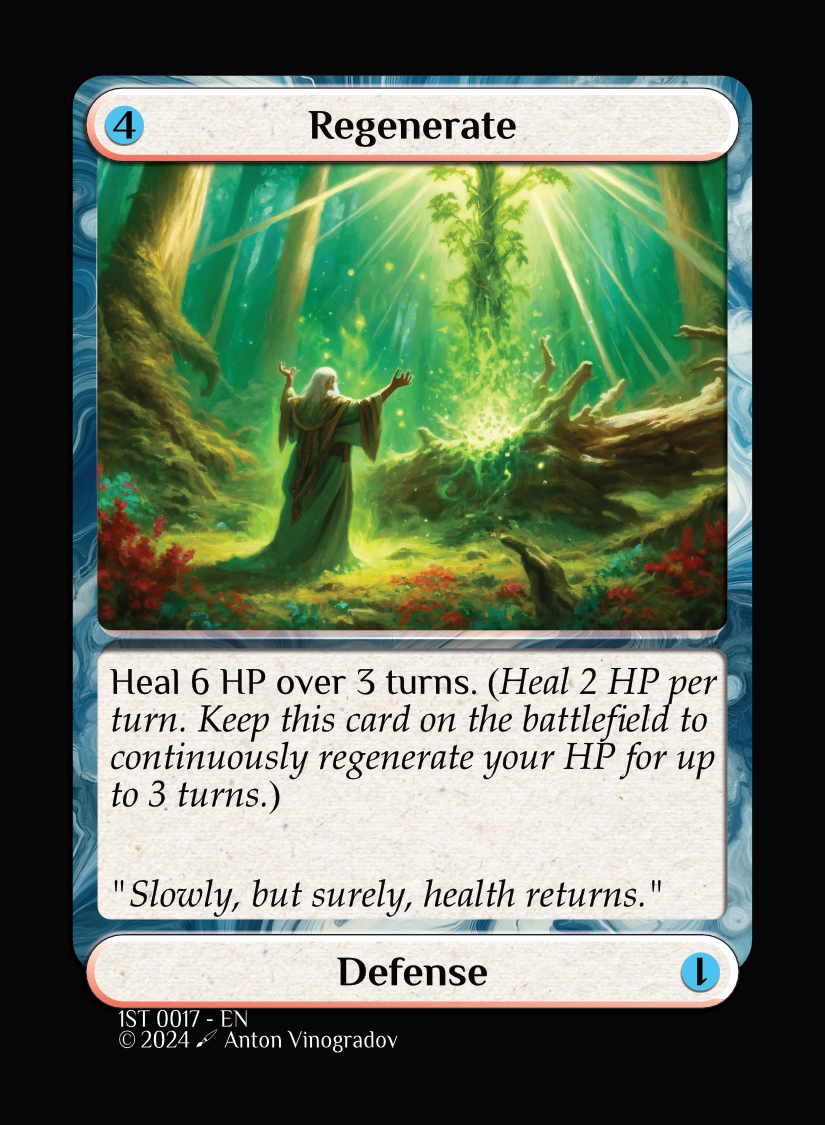 4
Regenerate
Heal 6 HP over 3 turns. (Heal 2 HP per
turn. Keep this card on the battlefield to
continuously regenerate your HP for up
to 3 turns.)
"Slowly, but surely, health returns."
Defense
1
1ST 0017 - EN
© 2024 Anton Vinogradov